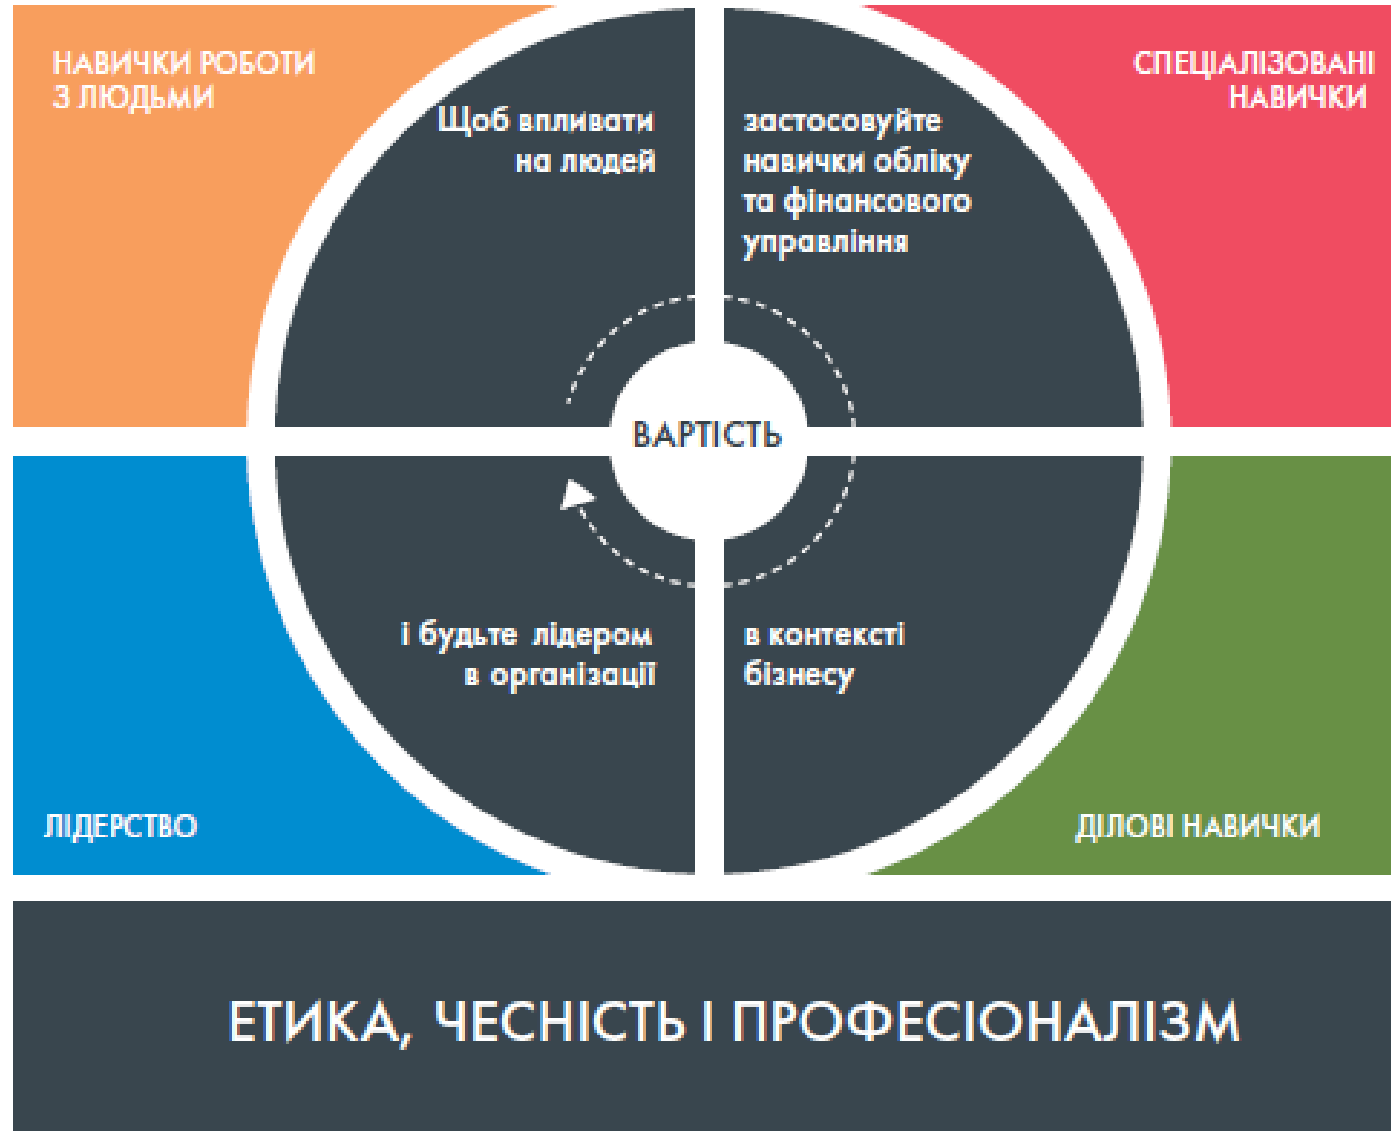 НАВИЧКИ РОБОТИ
З ЛЮДЬМИ
СПЕЦІАЛІЗОВАНІ
НАВИЧКИ
Щоб впливати
на людей
застосовуйте
навички обліку
та фінансового
управління
ВАРТІСТЬ
і будьте лідером
в організації
в контексті
бізнесу
ЛІДЕРСТВО
ДІЛОВІ НАВИЧКИ
ЕТИКА, ЧЕСНІСТЬ І ПРОФЕСІОНАЛІЗМ